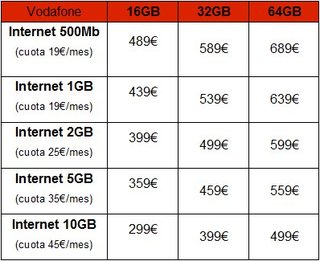 Vodafone 16GB 32GB 64GB
Internet 500Mb 489€ 589€ 689€
(cuota 19€/mes)
Internet 1GB 439€ 539€ 639€
(cuota 19€/mes)
Internet 2GB 399€ 499€ 599€
(cuota 25€/mes)
Internet 5GB 359€ 459€ 559€
(cuota 35€/mes)
Internet 10GB 299€ 399€ 499€
(cuota 45€/mes)